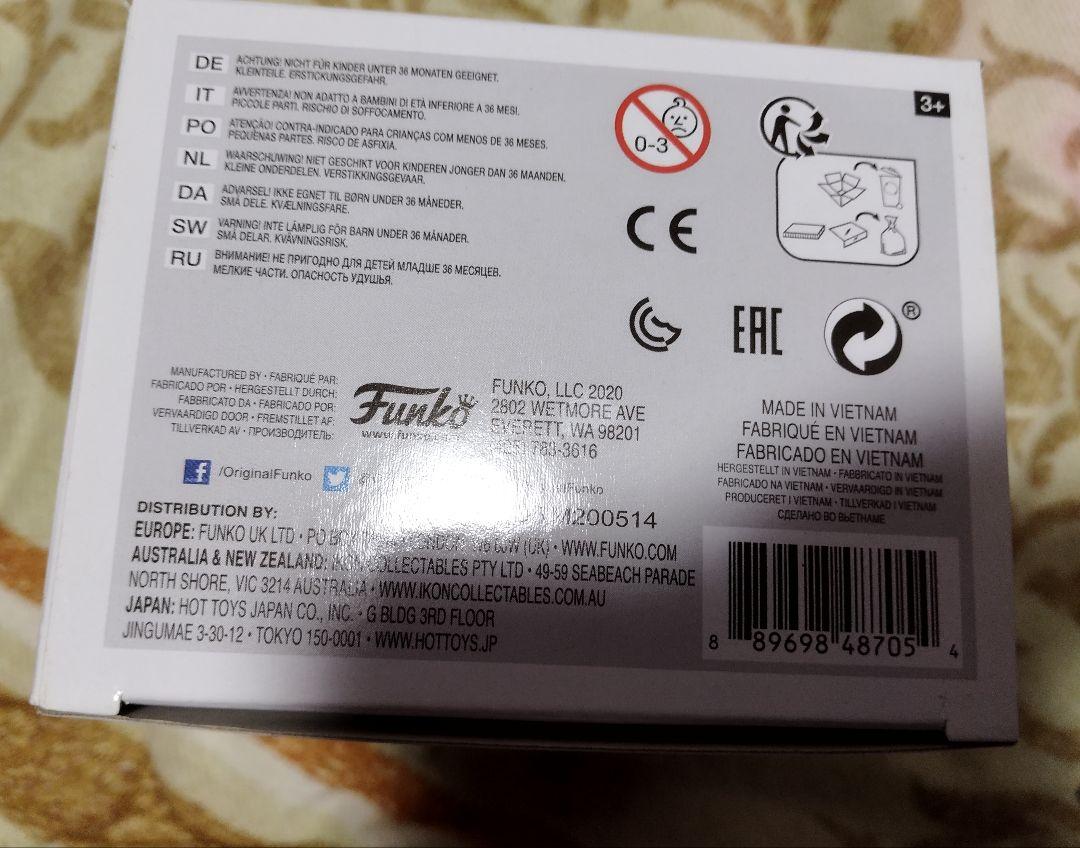 DE ACHTUNG! NICHT FÜR KINDER UNTER 36 MONATEN GEEIGNET.
KLEINTEILE. ERSTICKUNGSGEFAHR.
IT AVVERTENZA! NON ADATTO A BAMBINI DI ETÀ INFERIORE A 36 MESI.
PICCOLE PARTI. RISCHIO DI SOFFOCAMENTO.
PO ATENÇÃO! CONTRA-INDICADO PARA CRIANÇAS COM MENOS DE 36 MESES.
PEQUENAS PARTES. RISCO DE ASFIXIA.
NL WAARSCHUWING! NIET GESCHIKT VOOR KINDEREN JONGER DAN 36 MAANDEN.
KLEINE ONDERDELEN. VERSTIKKINGSGEVAAR.
DA ADVARSEL! IKKE EGNET TIL BØRN UNDER 36 MÅNEDER.
SMÅ DELE. KVÆLNINGSFARE.
SW VARNING! INTE LÄMPLIG FÖR BARN UNDER 36 MÅNADER.
SMÅ DELAR. KVÄVNINGSRISK.
RU ВНИМАНИЕ! НЕ ПРИГОДНО ДЛЯ ДЕТЕЙ МЛАДШЕ 36 МЕСЯЦЕВ.
МЕЛКИЕ ЧАСТИ. ОПАСНОСТЬ УДУШЬЯ.
0-3
3+
CE
EAC
®
MANUFACTURED BY • FABRIQUÉ PAR:
FABRICADO POR • HERGESTELLT DURCH:
FABBRICATO DA • FABRICADO POR:
VERVAARDIGD DOOR • FREMSTILLET AF:
TILLVERKAD AV • ПРОИЗВОДИТЕЛЬ:
Funko
FUNKO, LLC 2020
2802 WETMORE AVE
EVERETT, WA 98201
783-3616
/OriginalFunko
MADE IN VIETNAM
FABRIQUÉ EN VIETNAM
FABRICADO EN VIETNAM
HERGESTELLT IN VIETNAM • FABBRICATO IN VIETNAM
FABRICADO NA VIETNAM • VERVAARDIGD IN VIETNAM
PRODUCERET I VIETNAM • TILLVERKAD I VIETNAM
СДЕЛАНО ВО ВЬЕТНАМЕ
200514
DISTRIBUTION BY:
EUROPE: FUNKO UK LTD • PO (UK) • WWW.FUNKO.COM
AUSTRALIA & NEW ZEALAND: IKON COLLECTABLES PTY LTD • 49-59 SEABEACH PARADE
NORTH SHORE, VIC 3214 AUSTRALIA • WWW.IKONCOLLECTABLES.COM.AU
JAPAN: HOT TOYS JAPAN CO., INC. • G BLDG 3RD FLOOR
JINGUMAE 3-30-12 • TOKYO 150-0001 • WWW.HOTTOYS.JP
8 89698 48705 4